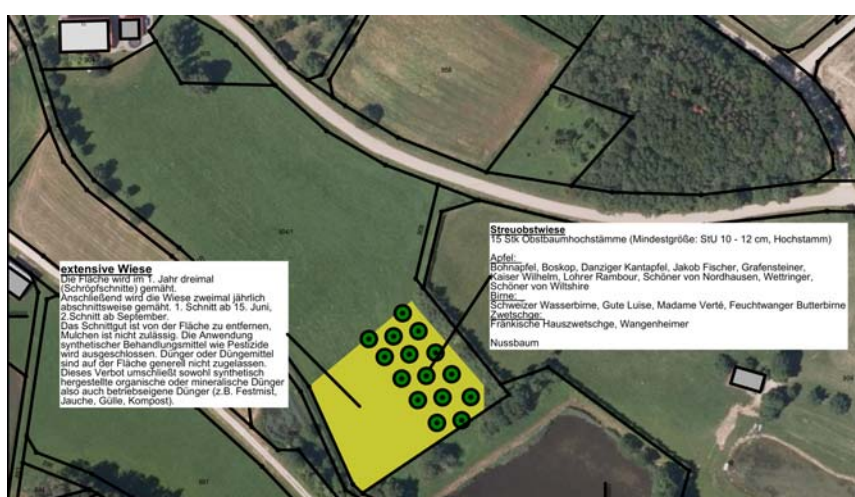 Streuobstwiese
15 Stk Obstbaumhochstämme (Mindestgröße: StU 10 - 12 cm, Hochstamm)
Apfel:
Bohnapfel, Boskop, Danziger Kantapfel, Jakob Fischer, Grafensteiner,
Kaiser Wilhelm, Lohrer Rambour, Schöner von Nordhausen, Wettringer,
Schöner von Wiltshire
Birne:
Schweizer Wasserbirne, Gute Luise, Madame Verté, Feuchtwanger Butterbirne
Zwetschge:
Fränkische Hauszwetschge, Wangenheimer
Nussbaum
extensive Wiese
Die Fläche wird im 1. Jahr dreimal
(Schröpfschnitte) gemäht.
Anschließend wird die Wiese zweimal jährlich
abschnittsweise gemäht. 1. Schnitt ab 15. Juni,
2.Schnitt ab September.
Das Schnittgut ist von der Fläche zu entfernen,
Mulchen ist nicht zulässig. Die Anwendung
synthetischer Behandlungsmittel wie Pestizide
wird ausgeschlossen. Dünger oder Düngemittel
sind auf der Fläche generell nicht zugelassen.
Dieses Verbot umschließt sowohl synthetisch
hergestellte organische oder mineralische Dünger
also auch betriebseigene Dünger (z.B. Festmist,
Jauche, Gülle, Kompost).